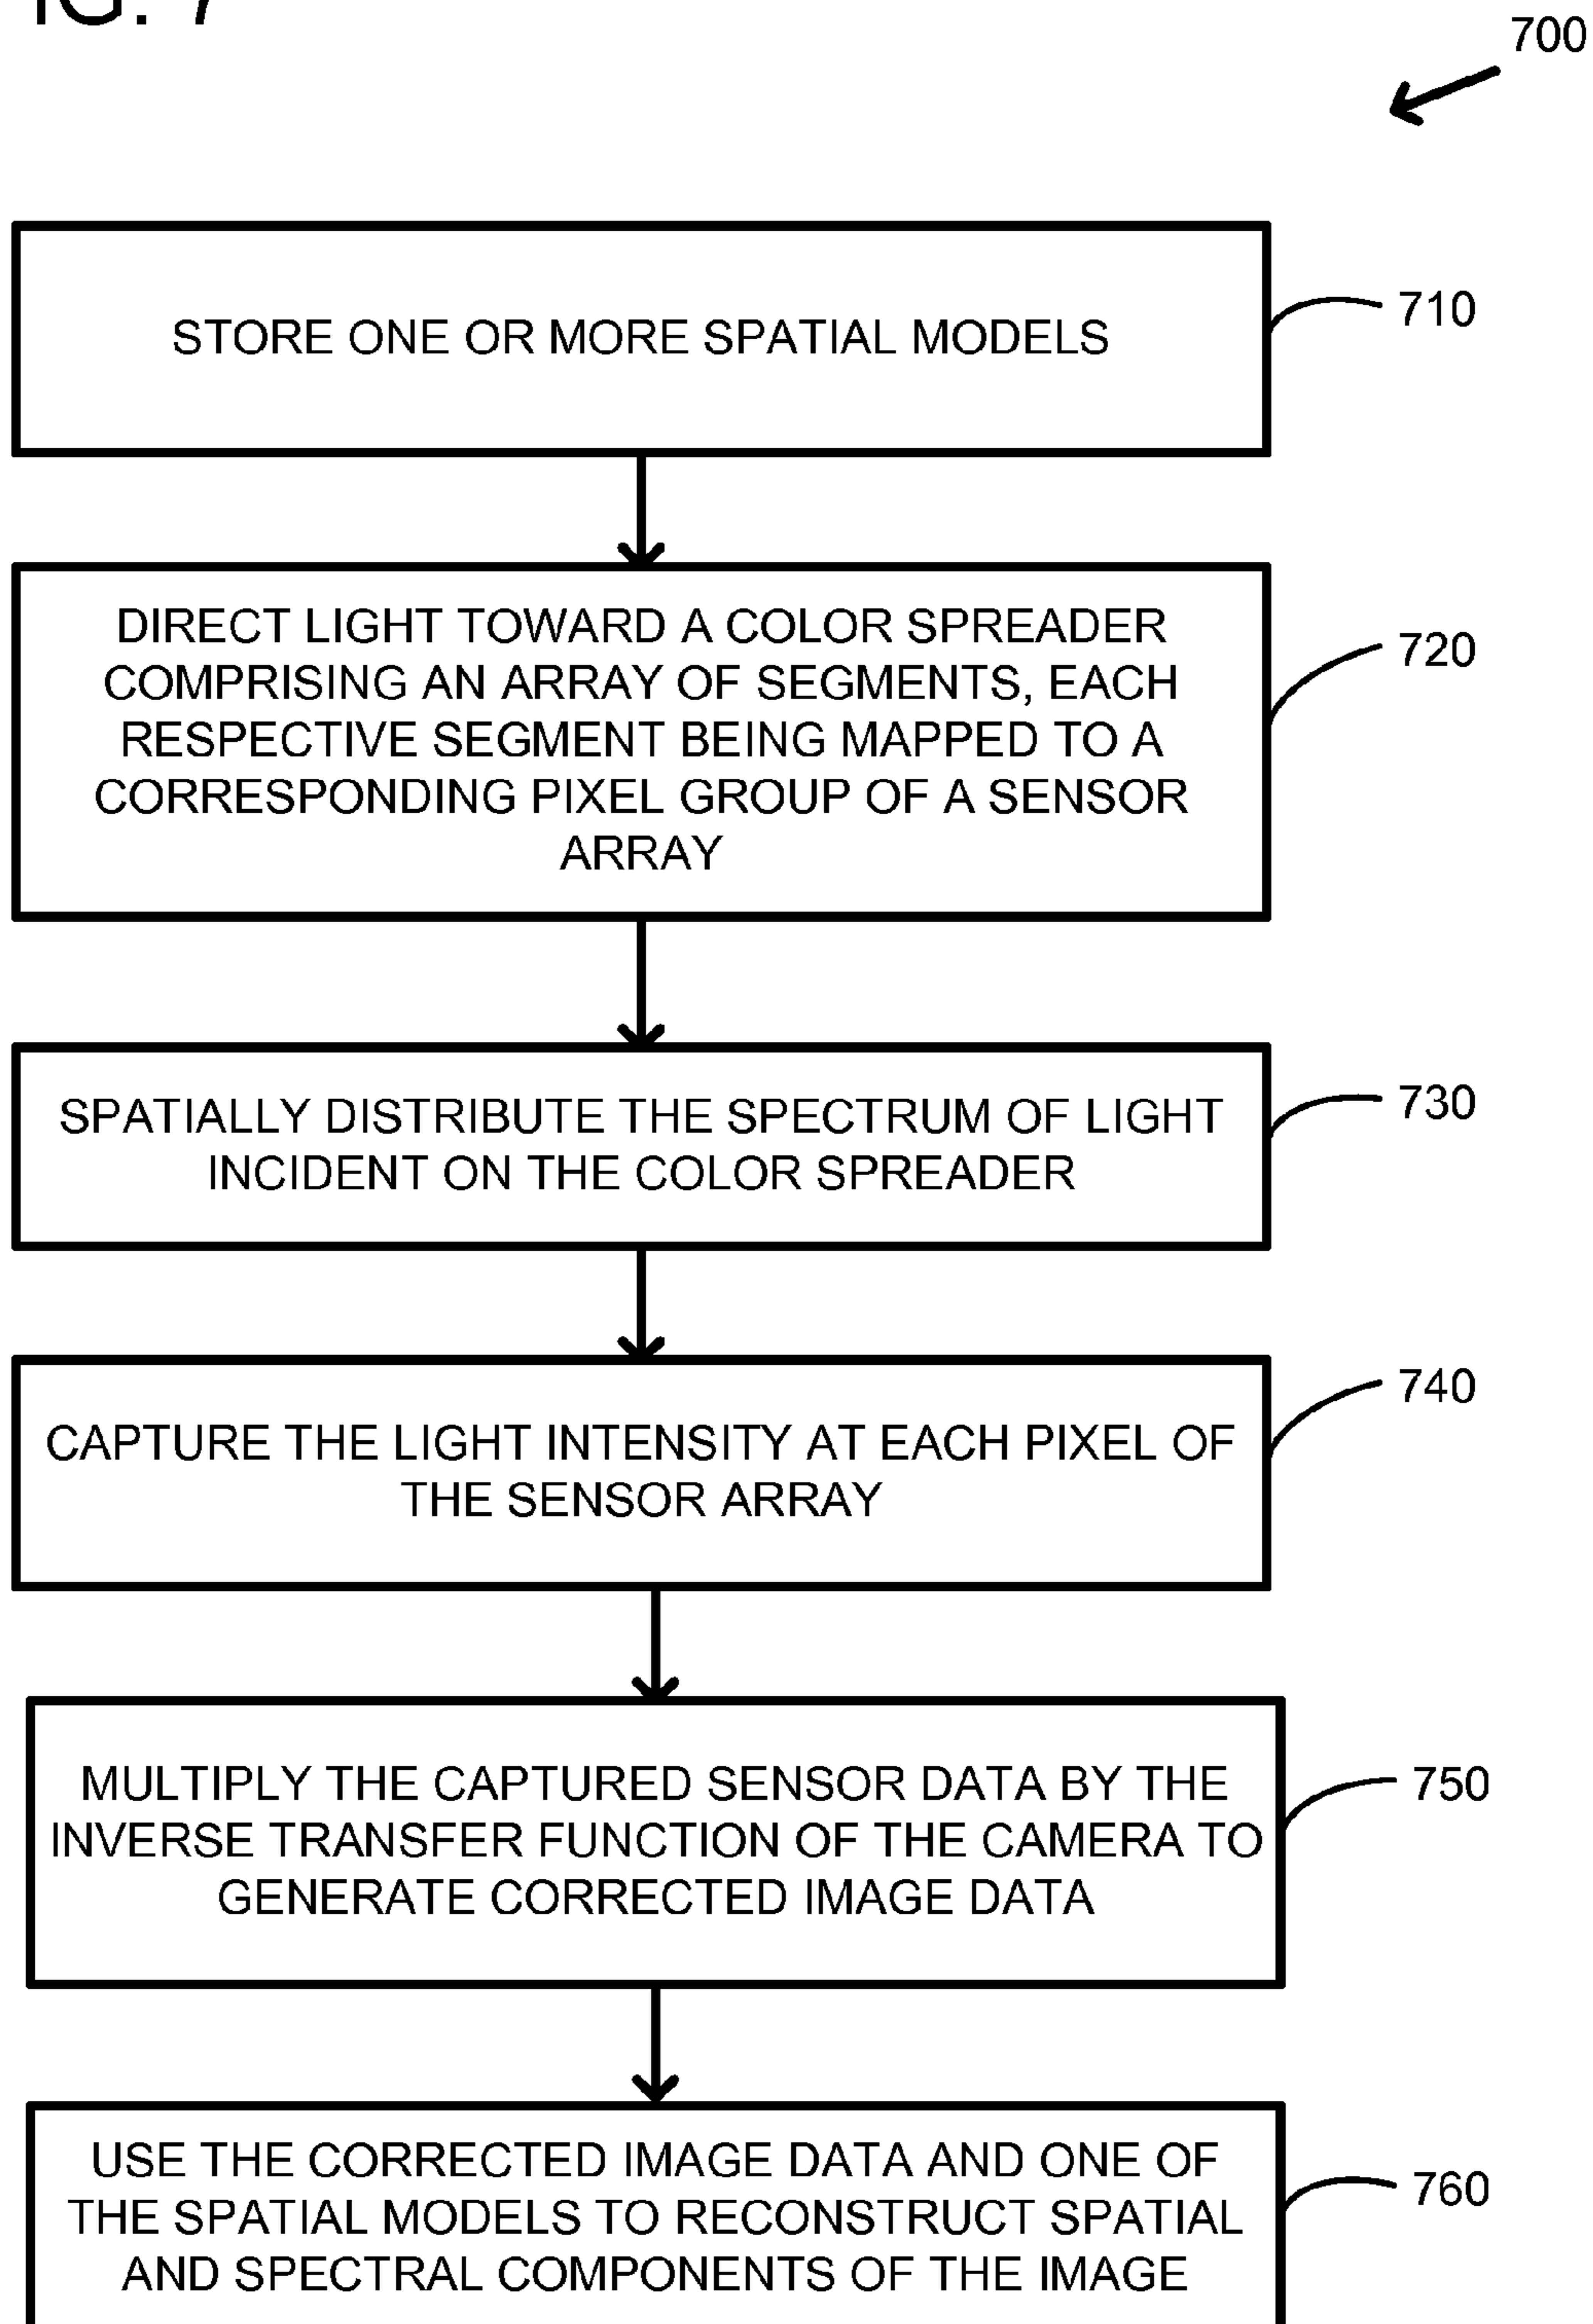 IG. 7
700
STORE ONE OR MORE SPATIAL MODELS
710
DIRECT LIGHT TOWARD A COLOR SPREADER
COMPRISING AN ARRAY OF SEGMENTS, EACH
RESPECTIVE SEGMENT BEING MAPPED TO A
CORRESPONDING PIXEL GROUP OF A SENSOR
ARRAY
720
SPATIALLY DISTRIBUTE THE SPECTRUM OF LIGHT
INCIDENT ON THE COLOR SPREADER
730
CAPTURE THE LIGHT INTENSITY AT EACH PIXEL OF
THE SENSOR ARRAY
740
MULTIPLY THE CAPTURED SENSOR DATA BY THE
INVERSE TRANSFER FUNCTION OF THE CAMERA TO
GENERATE CORRECTED IMAGE DATA
750
USE THE CORRECTED IMAGE DATA AND ONE OF
THE SPATIAL MODELS TO RECONSTRUCT SPATIAL
AND SPECTRAL COMPONENTS OF THE IMAGE
760